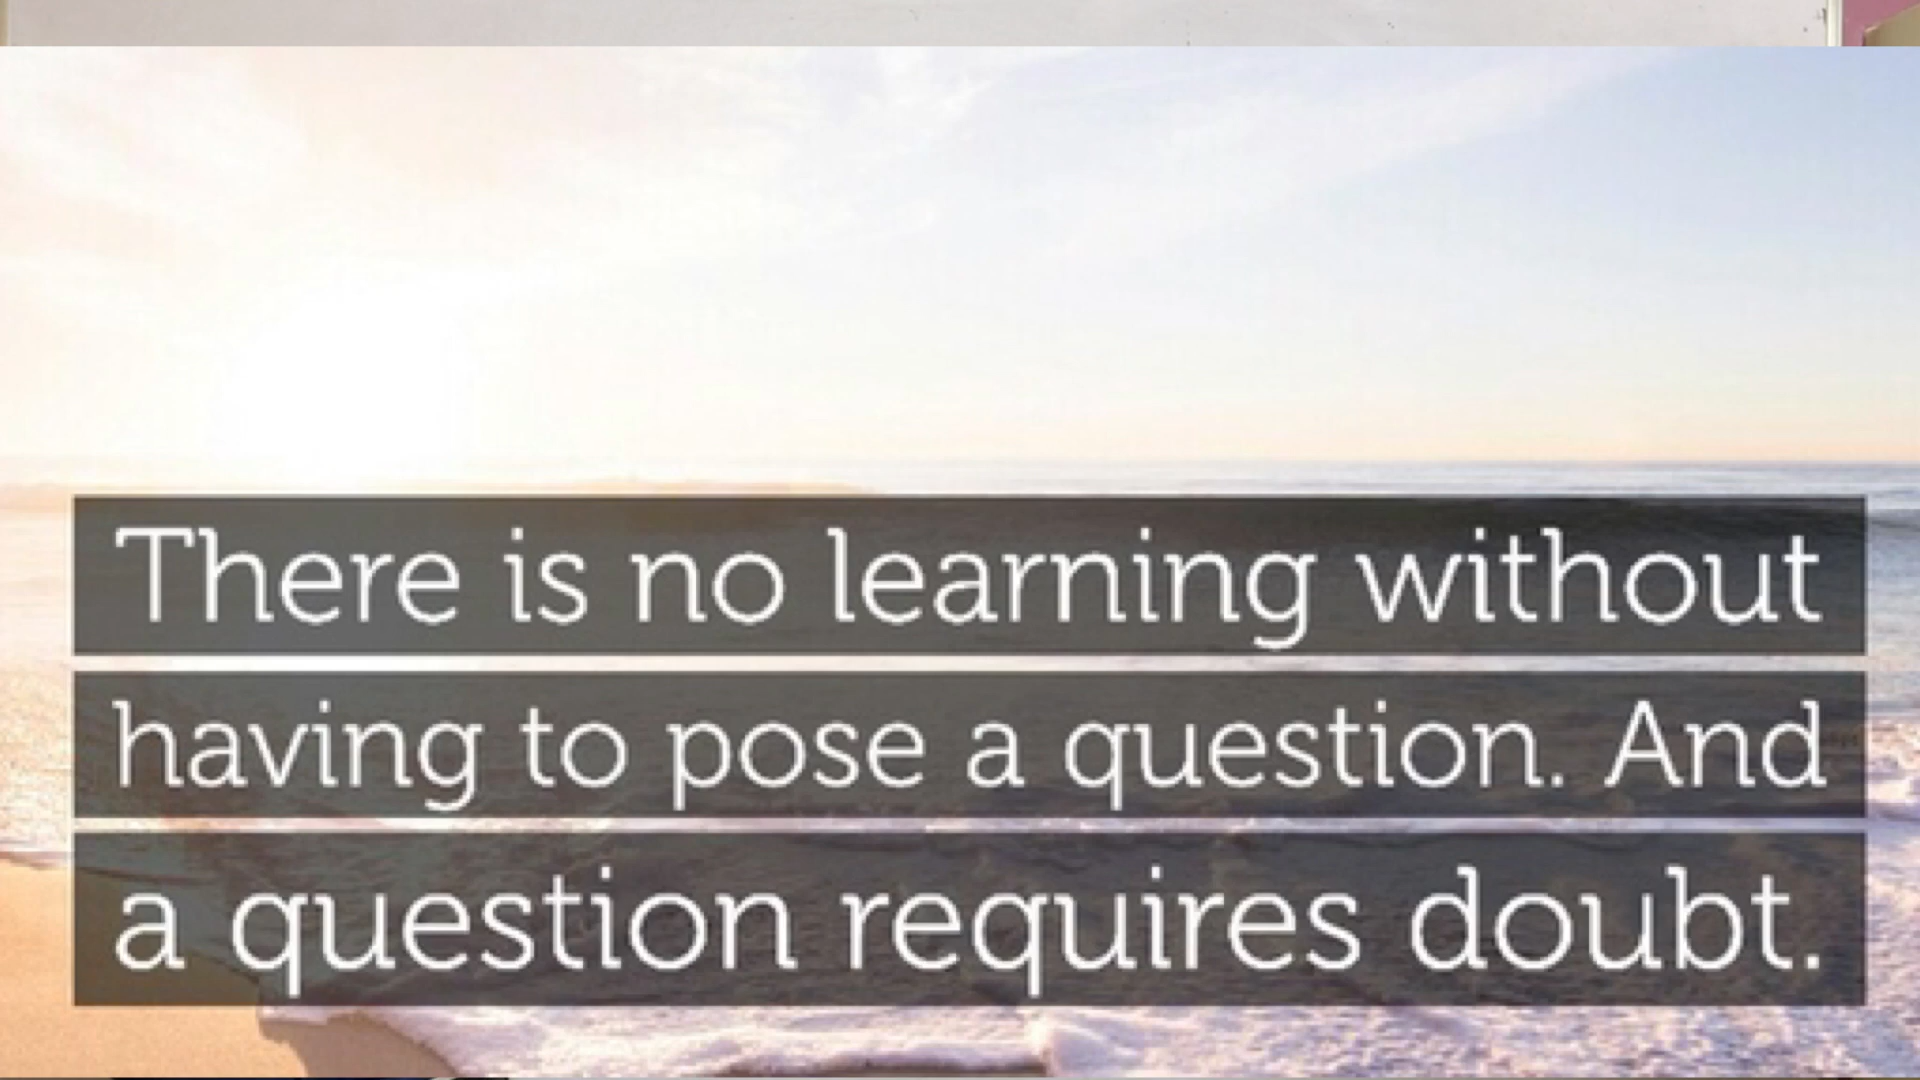 There is no learning without
having to pose a question. And
a question requires doubt.